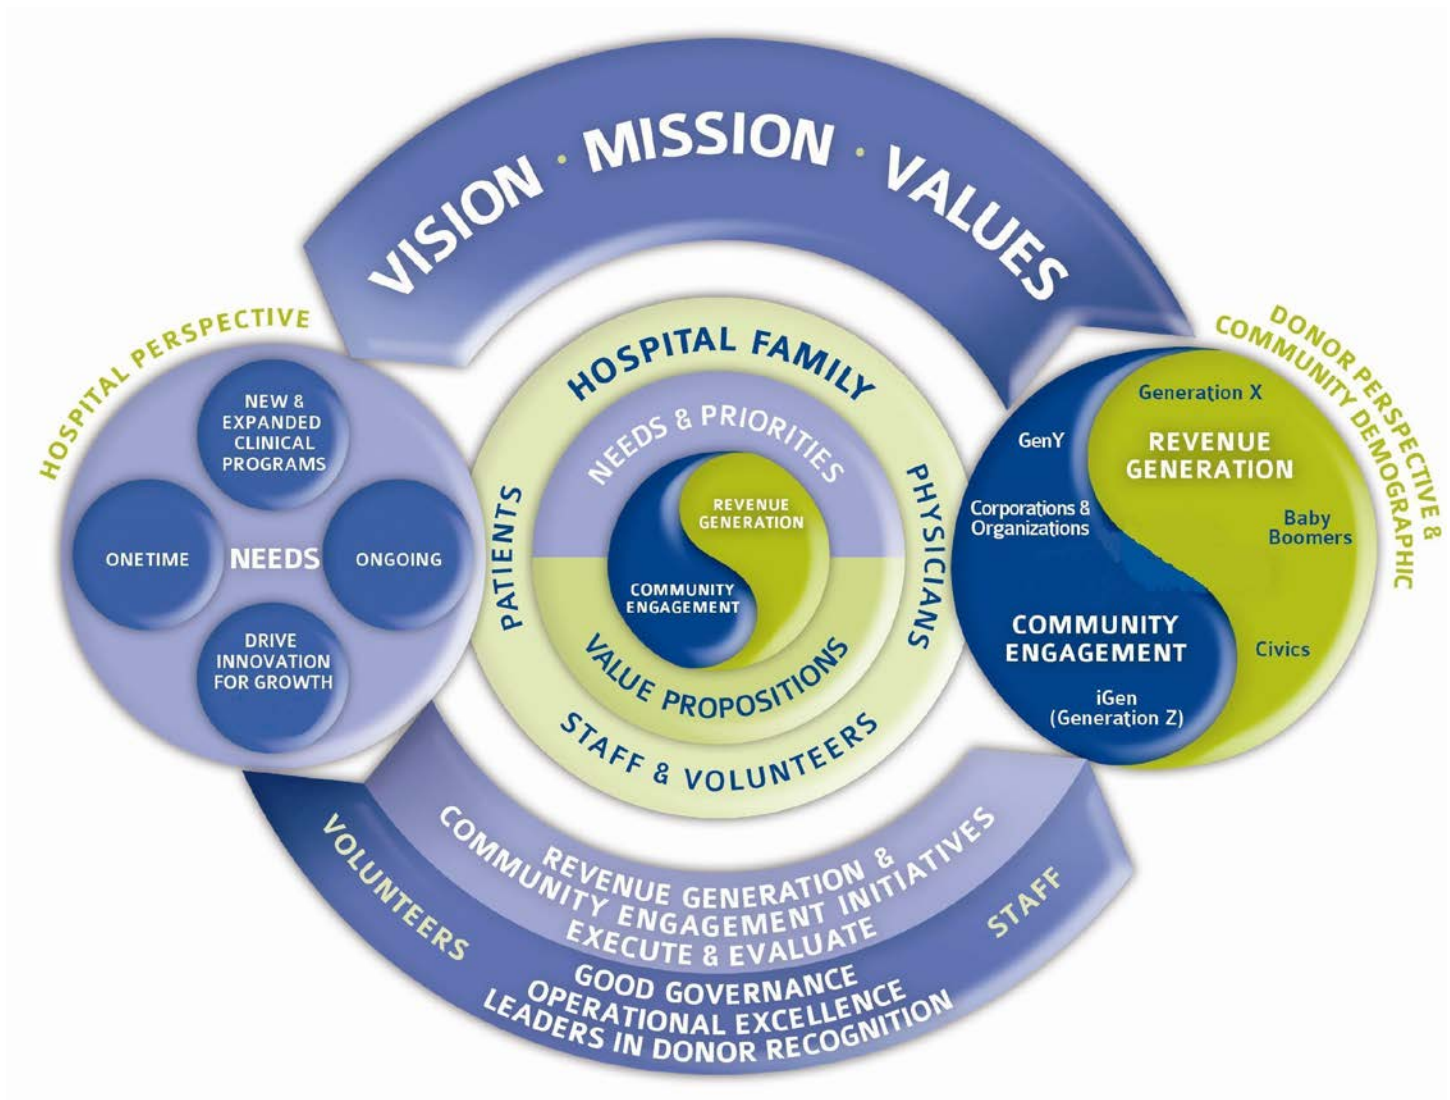 VISION · MISSION · VALUES
HOSPITAL PERSPECTIVE
NEW &
EXPANDED
CLINICAL
PROGRAMS
ONETIME
NEEDS
ONGOING
DRIVE
INNOVATION
FOR GROWTH
HOSPITAL FAMILY
PATIENTS
PHYSICIANS
STAFF & VOLUNTEERS
NEEDS & PRIORITIES
REVENUE
GENERATION
COMMUNITY
ENGAGEMENT
VALUE PROPOSITIONS
DONOR PERSPECTIVE &
COMMUNITY DEMOGRAPHIC
Generation X
GenY
REVENUE
GENERATION
Corporations &
Organizations
Baby
Boomers
COMMUNITY
ENGAGEMENT
Civics
iGen
(Generation Z)
VOLUNTEERS
REVENUE GENERATION &
COMMUNITY ENGAGEMENT INITIATIVES
EXECUTE & EVALUATE
STAFF
GOOD GOVERNANCE
OPERATIONAL EXCELLENCE
LEADERS IN DONOR RECOGNITION